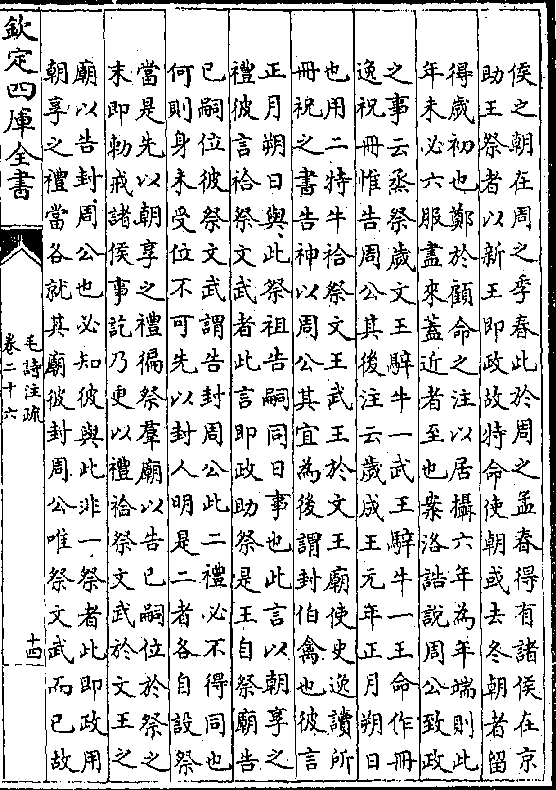 侯之朝在周之季春此於周之孟春得有諸侯在京
助王祭者以新王即政故特命使朝或去冬朝者留
得歲初也鄭於顧命之注以居攝六年為年端則此
年未必六服盡來蓋近者至也案洛誥說周公致政
之事云烝祭歲文王騂牛一武王騂牛一王命作冊
逸祝冊惟告周公其後注云歲成王元年正月朔日
也用二特牛祫祭文王武王於文王廟使史逸讀所
冊祝之書告神以周公其宜為後謂封伯禽也彼言
正月朔日與此祭祖告嗣同日事也此言以朝享之
禮彼言祫祭文武者此言即政助祭是王自祭廟告
已嗣位彼祭文武謂告封周公此二禮必不得同也
何則身未受位不可先以封人明是二者各自設祭
當是先以朝享之禮徧祭羣廟以告已嗣位於祭之
末即勑戒諸侯事訖乃更以禮祫祭文武於文王之
廟以告封周公也必知彼與此非一祭者此即政用
朝享之禮當各就其廟彼封周公唯祭文武而已故
欽定四庫全書
毛詩注疏
卷二十六
十四